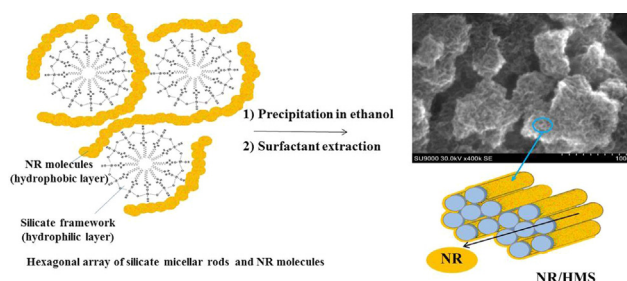 1) Precipitation in ethanol
2) Surfactant extraction
NR molecules
(hydrophobic layer)
Silicate framework
(hydrophilic layer)
Hexagonal array of silicate micellar rods and NR molecules
SU9000 30.0kV x400k SE
100
NR
NR/HMS